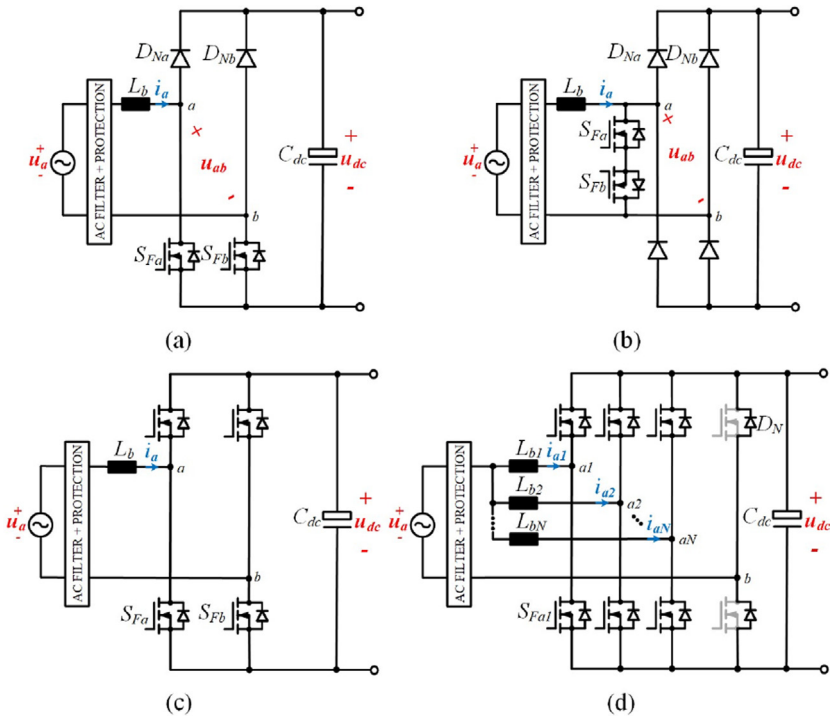 D_Na D_Nb
L_b i_a a
u_a + - AC FILTER + PROTECTION
+ u_ab -
C_dc + u_dc -
b
S_Fa S_Fb
(a)
D_Na D_Nb
L_b i_a a
S_Fa
u_a + - AC FILTER + PROTECTION
+ u_ab -
C_dc + u_dc -
S_Fb
b
(b)
L_b i_a a
u_a + - AC FILTER + PROTECTION
C_dc + u_dc -
b
S_Fa S_Fb
(c)
D_N
L_b1 i_a1 a1
L_b2 i_a2 a2
L_bN i_aN aN
u_a + - AC FILTER + PROTECTION
C_dc + u_dc -
b
S_Fa1
(d)